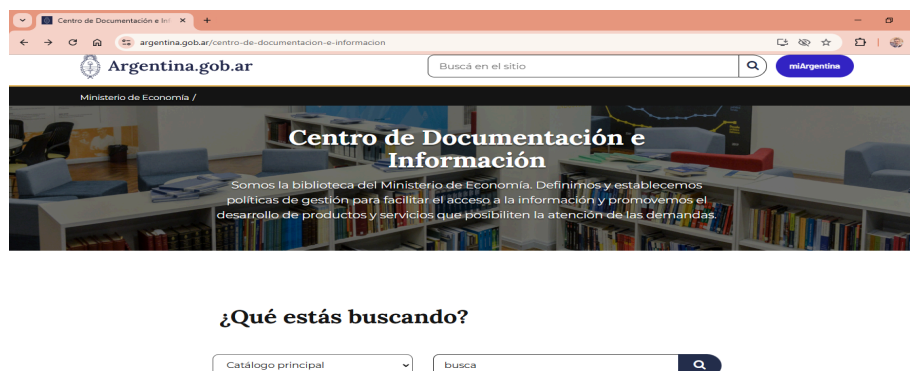 Centro de Documentación e Inf
argentina.gob.ar/centro-de-documentacion-e-informacion
Argentina.gob.ar
Buscá en el sitio
miArgentina
Ministerio de Economía /
Centro de Documentación e
Información
Somos la biblioteca del Ministerio de Economía. Definimos y establecemos
políticas de gestión para facilitar el acceso a la información y promovemos el
desarrollo de productos y servicios que posibiliten la atención de las demandas.
¿Qué estás buscando?
Catálogo principal
busca